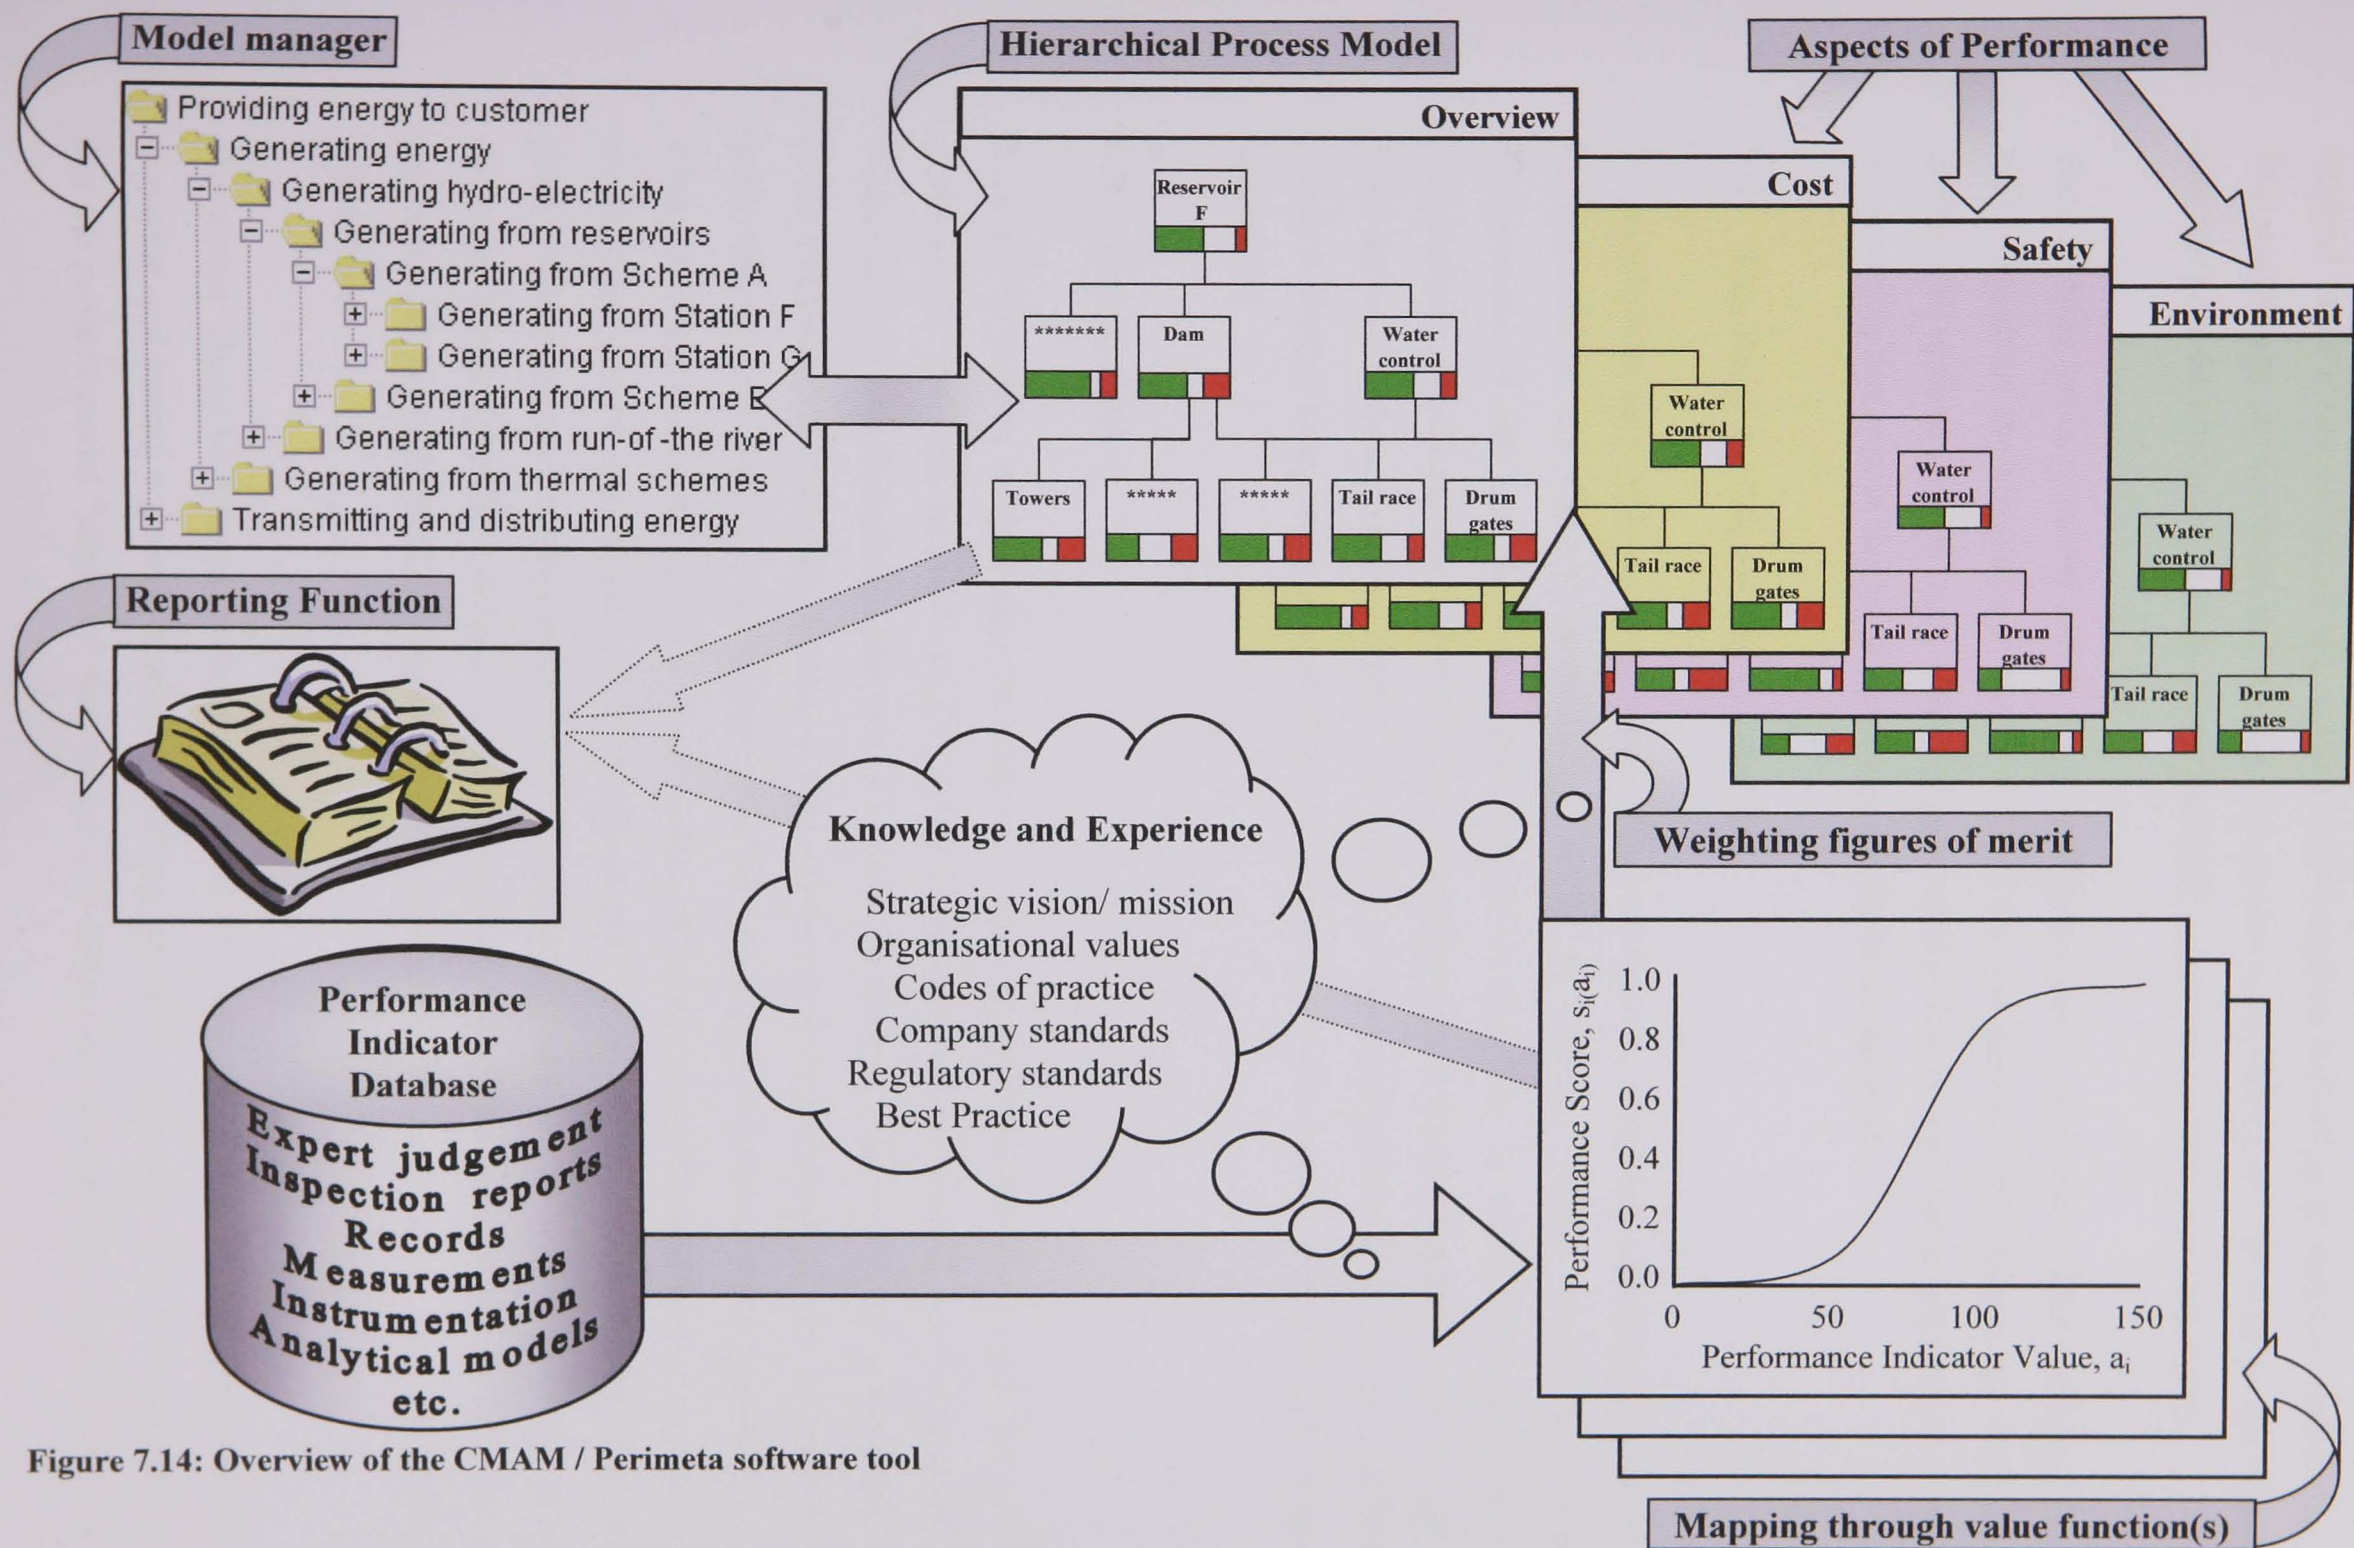 Model manager
Providing energy to customer
Generating energy
Generating hydro-electricity
Generating from reservoirs
Generating from Scheme A
Generating from Station F
Generating from Station G
Generating from Scheme
Generating from run-of-the river
Generating from thermal schemes
Transmitting and distributing energy
Hierarchical Process Model
Overview
Reservoir
F
*******
Dam
Water
control
Towers
*****
*****
Tail race
Drum
gates
Aspects of Performance
Cost
Water
control
Tail race
Drum
gates
Safety
Water
control
Tail race
Drum
gates
Environment
Water
control
Tail race
Drum
gates
Reporting Function
Knowledge and Experience
Strategic vision/ mission
Organisational values
Codes of practice
Company standards
Regulatory standards
Best Practice
Weighting figures of merit
Performance
Indicator
Database
Expert judgement
Inspection reports
Records
Measurements
Instrumentation
Analytical models
etc.
Performance Score, si(ai)
1.0
0.8
0.6
0.4
0.2
0.0
0 50 100 150
Performance Indicator Value, ai
Mapping through value function(s)
Figure 7.14: Overview of the CMAM / Perimeta software tool